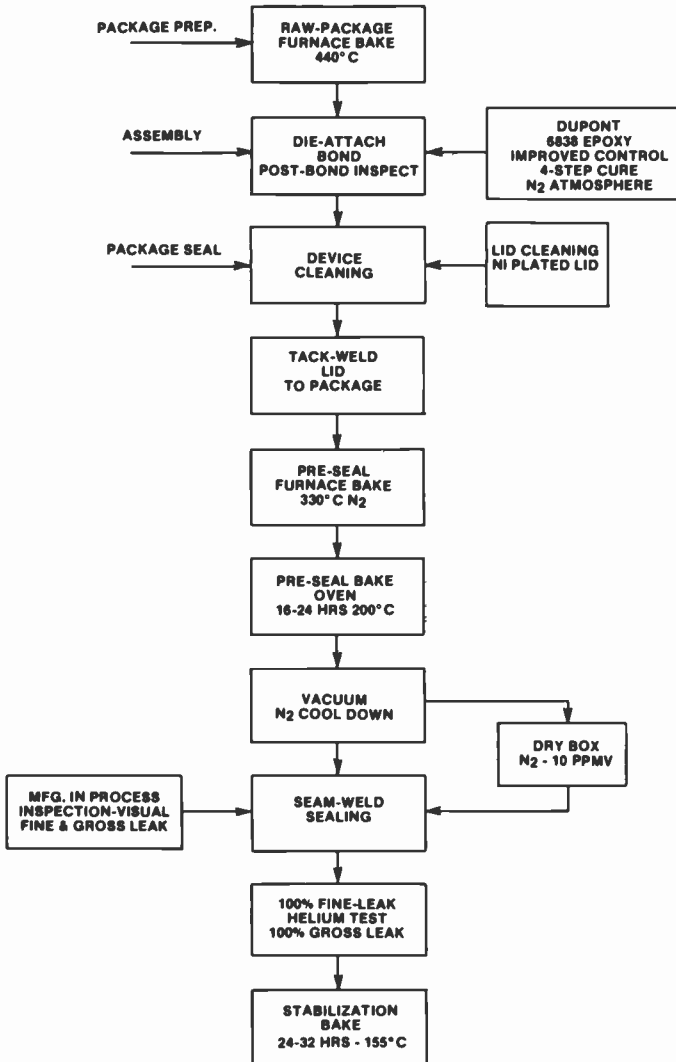 PACKAGE PREP.
RAW-PACKAGE
FURNACE BAKE
440°C
ASSEMBLY
DIE-ATTACH
BOND
POST-BOND INSPECT
DUPONT
6838 EPOXY
IMPROVED CONTROL
4-STEP CURE
N2 ATMOSPHERE
PACKAGE SEAL
DEVICE
CLEANING
LID CLEANING
NI PLATED LID
TACK-WELD
LID
TO PACKAGE
PRE-SEAL
FURNACE BAKE
330°C N2
PRE-SEAL BAKE
OVEN
16-24 HRS 200°C
VACUUM
N2 COOL DOWN
DRY BOX
N2 - 10 PPMV
MFG. IN PROCESS
INSPECTION-VISUAL
FINE & GROSS LEAK
SEAM-WELD
SEALING
100% FINE-LEAK
HELIUM TEST
100% GROSS LEAK
STABILIZATION
BAKE
24-32 HRS - 155°C